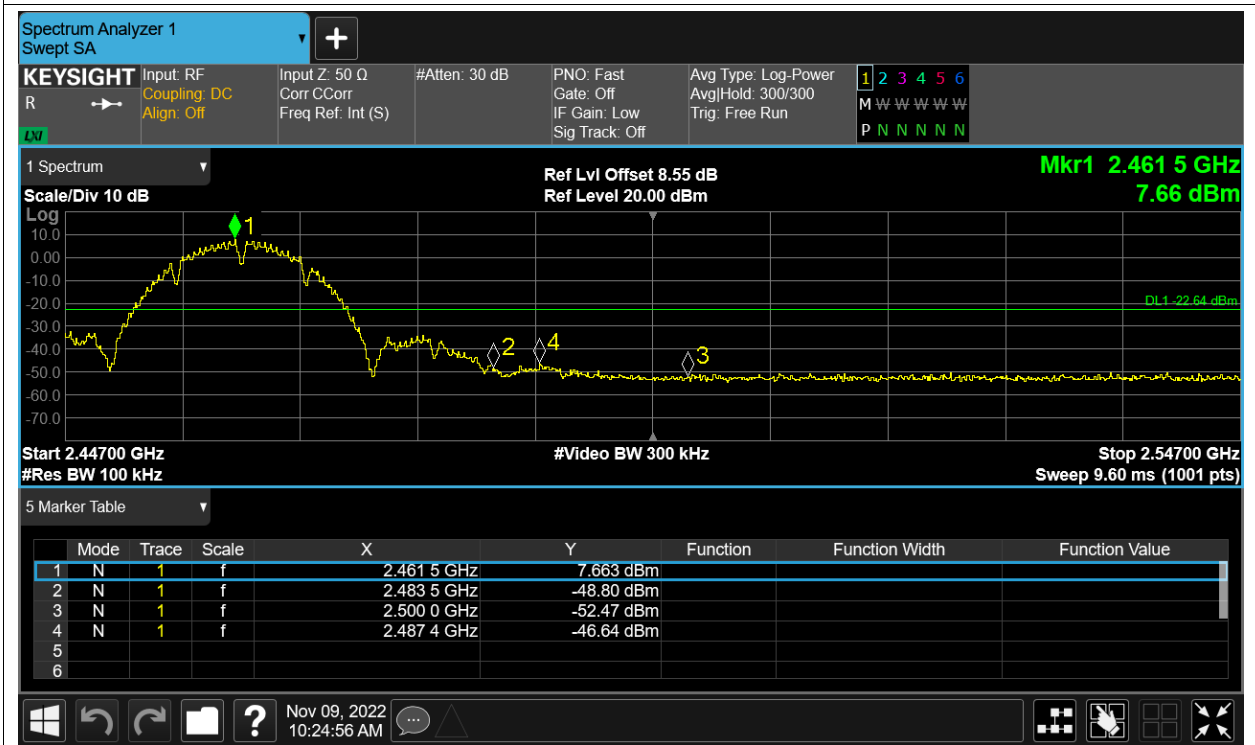 Spectrum Analyzer 1
Swept SA
KEYSIGHT
R
LXI
Input: RF
Coupling: DC
Align: Off
Input Z: 50 Ω
Corr CCorr
Freq Ref: Int (S)
#Atten: 30 dB
PNO: Fast
Gate: Off
IF Gain: Low
Sig Track: Off
Avg Type: Log-Power
Avg|Hold: 300/300
Trig: Free Run
1 2 3 4 5 6
M W W W W W
P N N N N N
1 Spectrum
Scale/Div 10 dB
Ref Lvl Offset 8.55 dB
Ref Level 20.00 dBm
Mkr1 2.461 5 GHz
7.66 dBm
Log
10.0
0.00
-10.0
-20.0
-30.0
-40.0
-50.0
-60.0
-70.0
1
2
4
3
DL1 -22.64 dBm
Start 2.44700 GHz
#Res BW 100 kHz
#Video BW 300 kHz
Stop 2.54700 GHz
Sweep 9.60 ms (1001 pts)
5 Marker Table
Mode Trace Scale X Y Function Function Width Function Value
1 N 1 f 2.461 5 GHz 7.663 dBm
2 N 1 f 2.483 5 GHz -48.80 dBm
3 N 1 f 2.500 0 GHz -52.47 dBm
4 N 1 f 2.487 4 GHz -46.64 dBm
5
6
?
Nov 09, 2022
10:24:56 AM